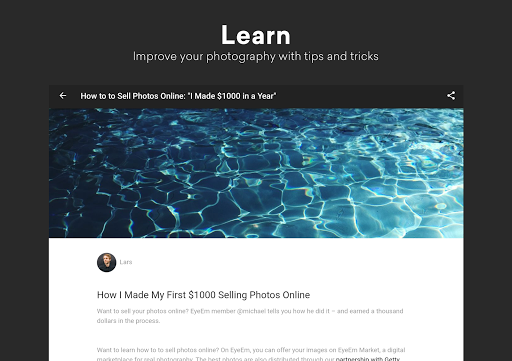 Learn
Improve your photography with tips and tricks
How to to Sell Photos Online: "I Made $1000 in a Year"
Lars
How I Made My First $1000 Selling Photos Online
Want to sell your photos online? EyeEm member @michael tells you how he did it – and earned a thousand
dollars in the process.
Want to learn how to to sell photos online? On EyeEm, you can offer your images on EyeEm Market, a digital
marketplace for real photography. The best photos are also distributed through our partnership with Getty